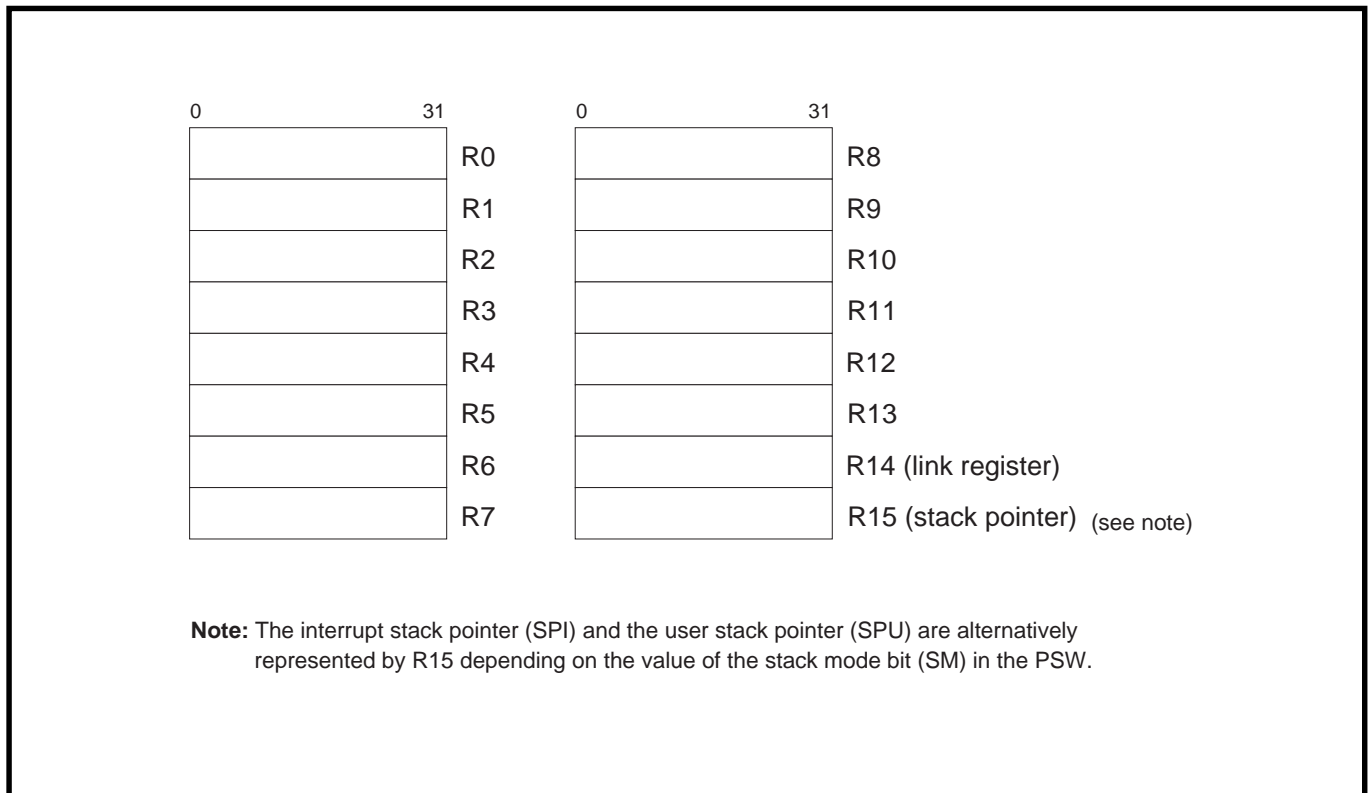 0 31 0 31
R0 R8
R1 R9
R2 R10
R3 R11
R4 R12
R5 R13
R6 R14 (link register)
R7 R15 (stack pointer) (see note)
Note: The interrupt stack pointer (SPI) and the user stack pointer (SPU) are alternatively
represented by R15 depending on the value of the stack mode bit (SM) in the PSW.